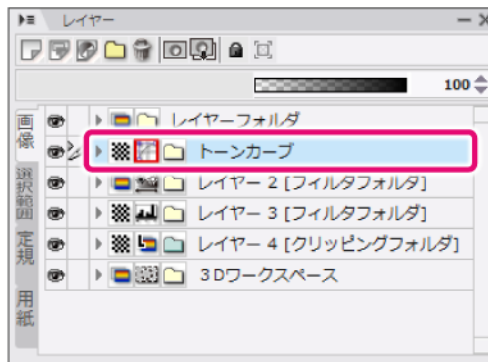 レイヤー
100
画像
選択範囲
定規
用紙
レイヤーフォルダ
トーンカーブ
レイヤー 2 [フィルタフォルダ]
レイヤー 3 [フィルタフォルダ]
レイヤー 4 [クリッピングフォルダ]
3Dワークスペース